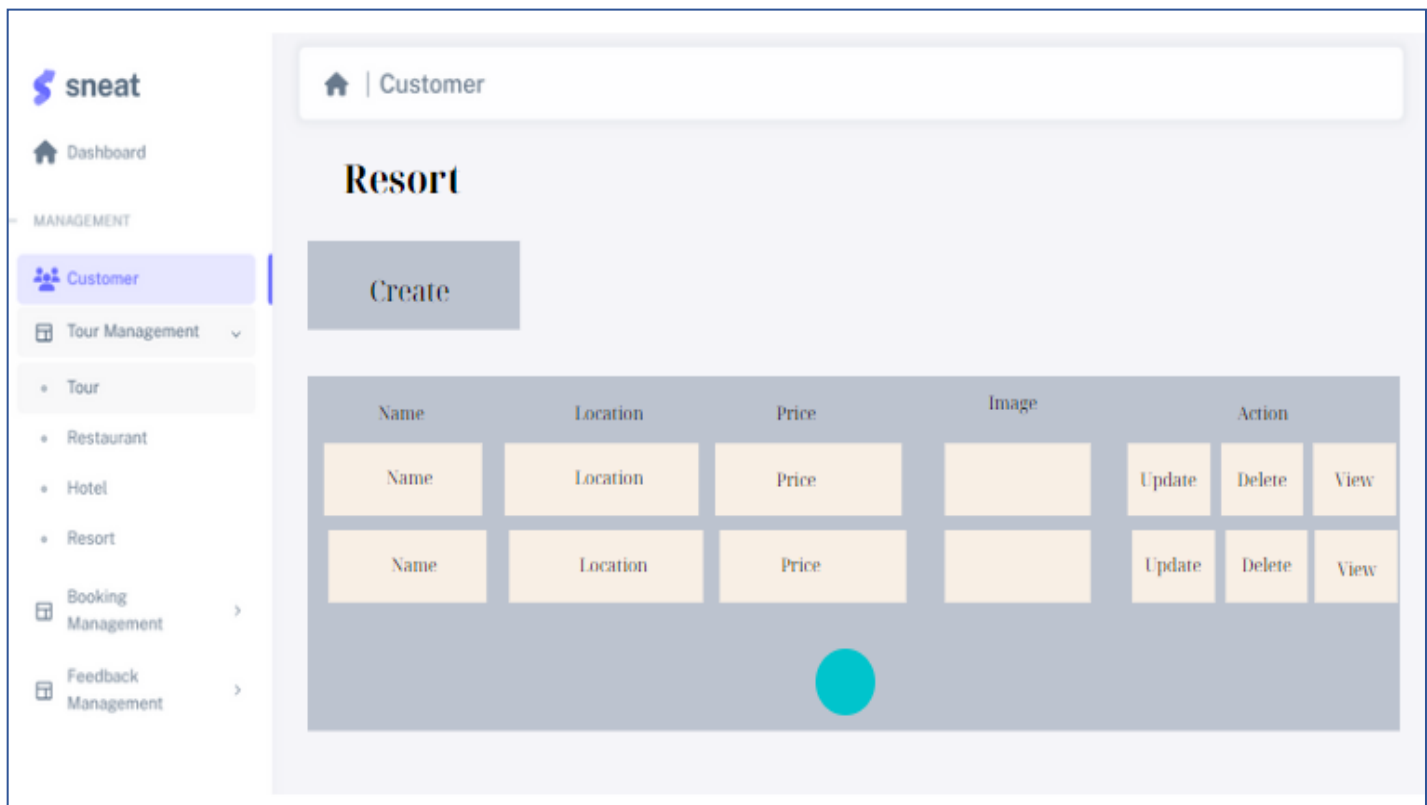 sneat
Dashboard
MANAGEMENT
Customer
Tour Management
Tour
Restaurant
Hotel
Resort
Booking
Management
Feedback
Management
| Customer
Resort
Create
Name Location Price Image Action
Name Location Price Update Delete View
Name Location Price Update Delete View